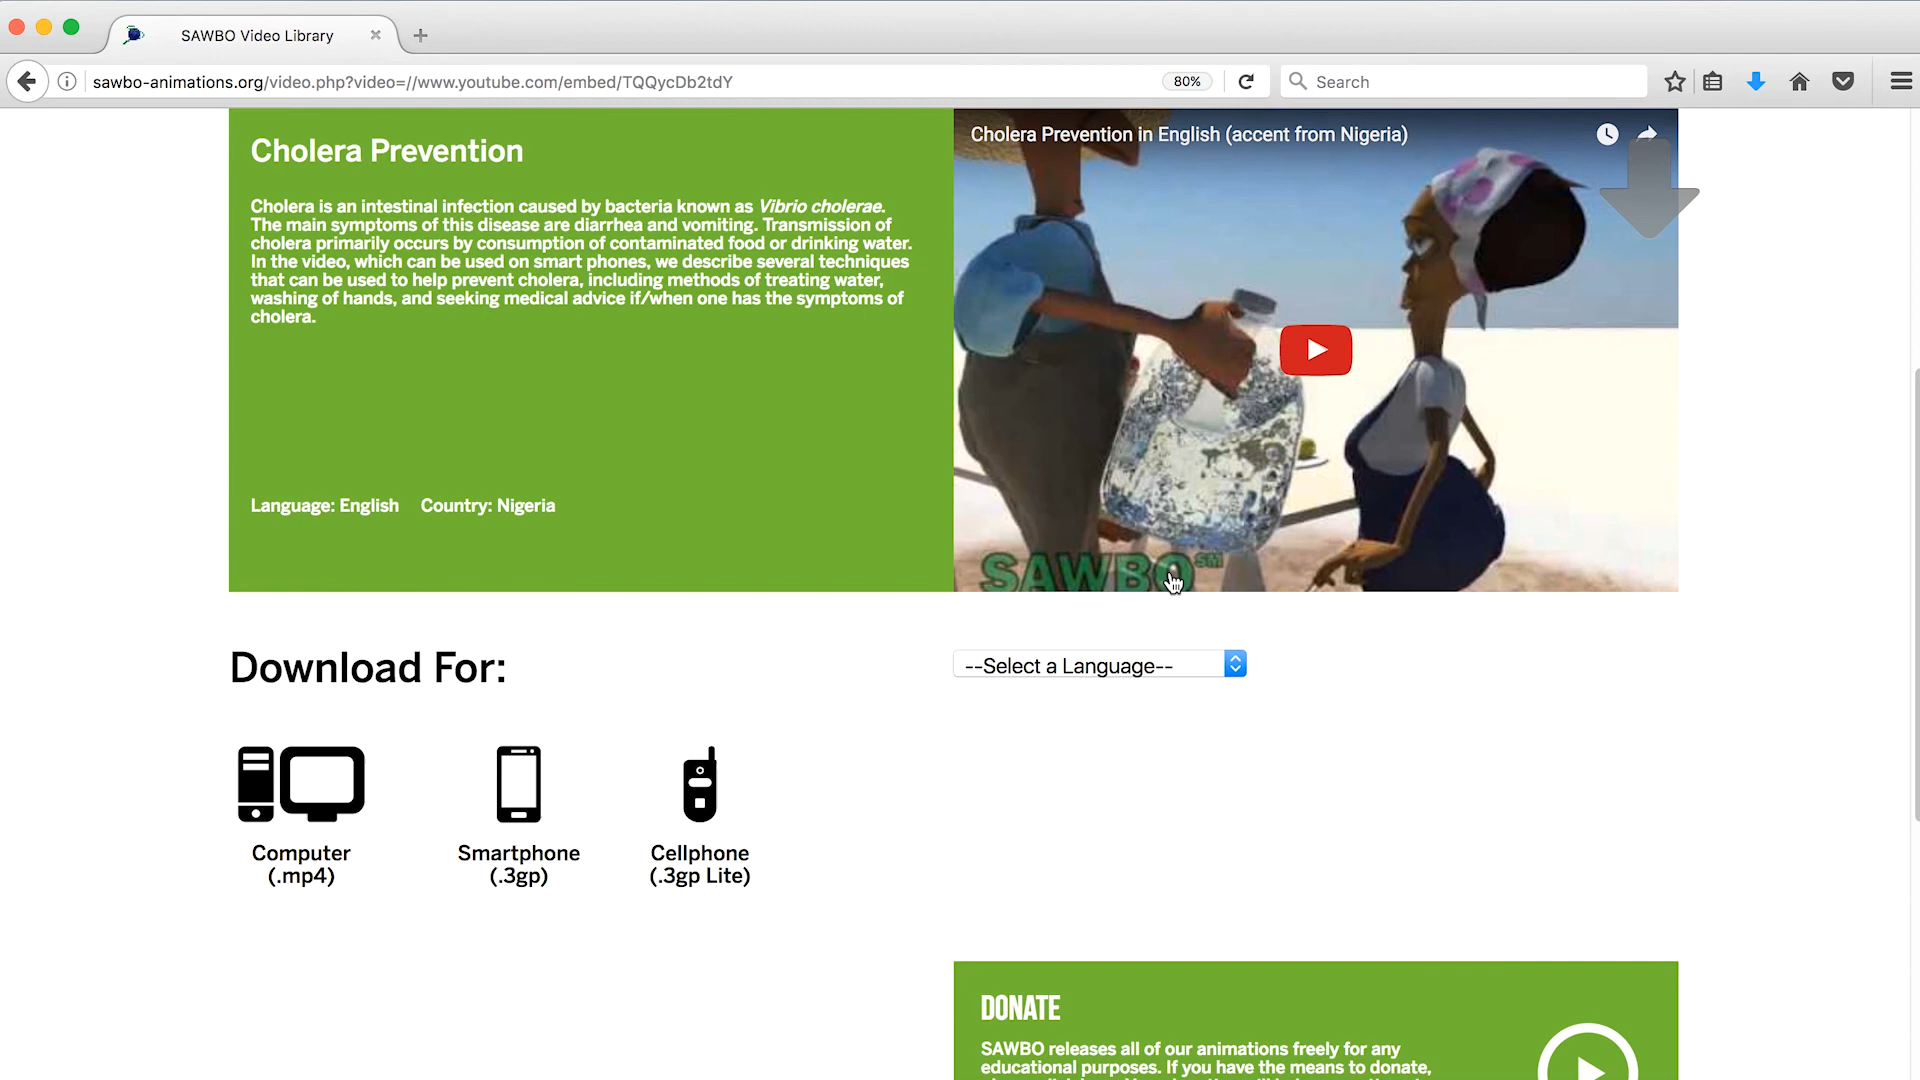 SAWBO Video Library
sawbo-animations.org/video.php?video=//www.youtube.com/embed/TQQycDb2tdY
80%
Search
Cholera Prevention
Cholera is an intestinal infection caused by bacteria known as Vibrio cholerae.
The main symptoms of this disease are diarrhea and vomiting. Transmission of
cholera primarily occurs by consumption of contaminated food or drinking water.
In the video, which can be used on smart phones, we describe several techniques
that can be used to help prevent cholera, including methods of treating water,
washing of hands, and seeking medical advice if/when one has the symptoms of
cholera.
Language: English Country: Nigeria
Cholera Prevention in English (accent from Nigeria)
SAWBO SM
Download For:
--Select a Language--
Computer
(.mp4)
Smartphone
(.3gp)
Cellphone
(.3gp Lite)
DONATE
SAWBO releases all of our animations freely for any
educational purposes. If you have the means to donate,